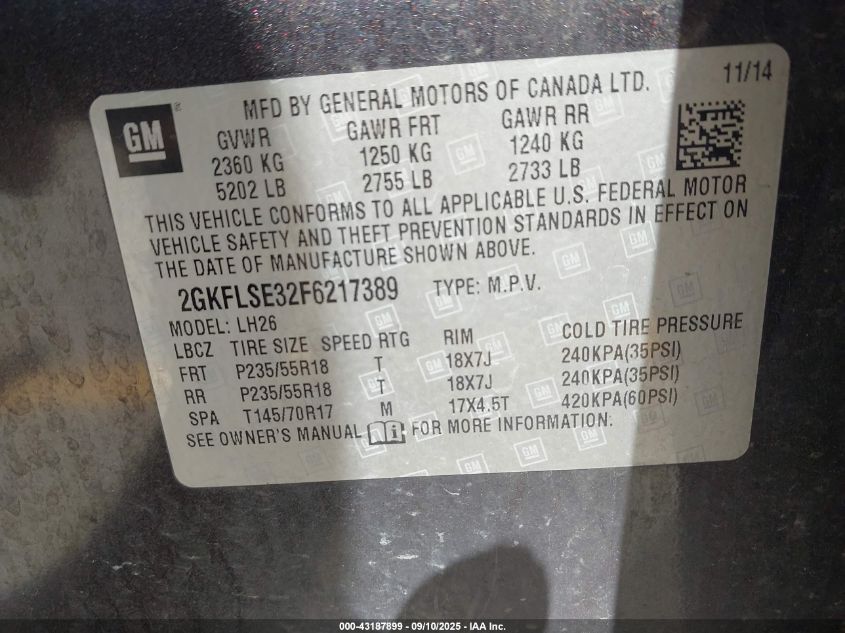 11/14
GM
MFD BY GENERAL MOTORS OF CANADA LTD.
GVWR GAWR FRT GAWR RR
2360 KG 1250 KG 1240 KG
5202 LB 2755 LB 2733 LB
THIS VEHICLE CONFORMS TO ALL APPLICABLE U.S. FEDERAL MOTOR
VEHICLE SAFETY AND THEFT PREVENTION STANDARDS IN EFFECT ON
THE DATE OF MANUFACTURE SHOWN ABOVE.
2GKFLSE32F6217389 TYPE: M.P.V.
MODEL: LH26
LBCZ TIRE SIZE SPEED RTG RIM COLD TIRE PRESSURE
FRT P235/55R18 T 18X7J 240KPA(35PSI)
RR P235/55R18 T 18X7J 240KPA(35PSI)
SPA T145/70R17 M 17X4.5T 420KPA(60PSI)
SEE OWNER'S MANUAL i FOR MORE INFORMATION.
000-43187899 - 09/10/2025 - IAA Inc.